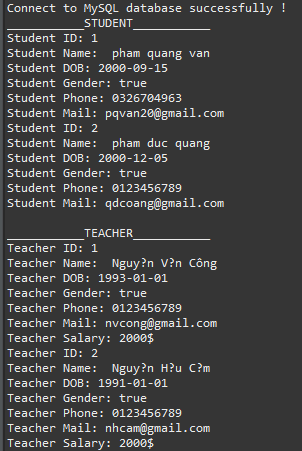 Connect to MySQL database successfully !
____________STUDENT____________
Student ID: 1
Student Name:  pham quang van
Student DOB: 2000-09-15
Student Gender: true
Student Phone: 0326704963
Student Mail: pqvan20@gmail.com
Student ID: 2
Student Name:  pham duc quang
Student DOB: 2000-12-05
Student Gender: true
Student Phone: 0123456789
Student Mail: qdcoang@gmail.com
____________TEACHER____________
Teacher ID: 1
Teacher Name:  Nguy?n V?n Công
Teacher DOB: 1993-01-01
Teacher Gender: true
Teacher Phone: 0123456789
Teacher Mail: nvcong@gmail.com
Teacher Salary: 2000$
Teacher ID: 2
Teacher Name:  Nguy?n H?u C?m
Teacher DOB: 1991-01-01
Teacher Gender: true
Teacher Phone: 0123456789
Teacher Mail: nhcam@gmail.com
Teacher Salary: 2000$